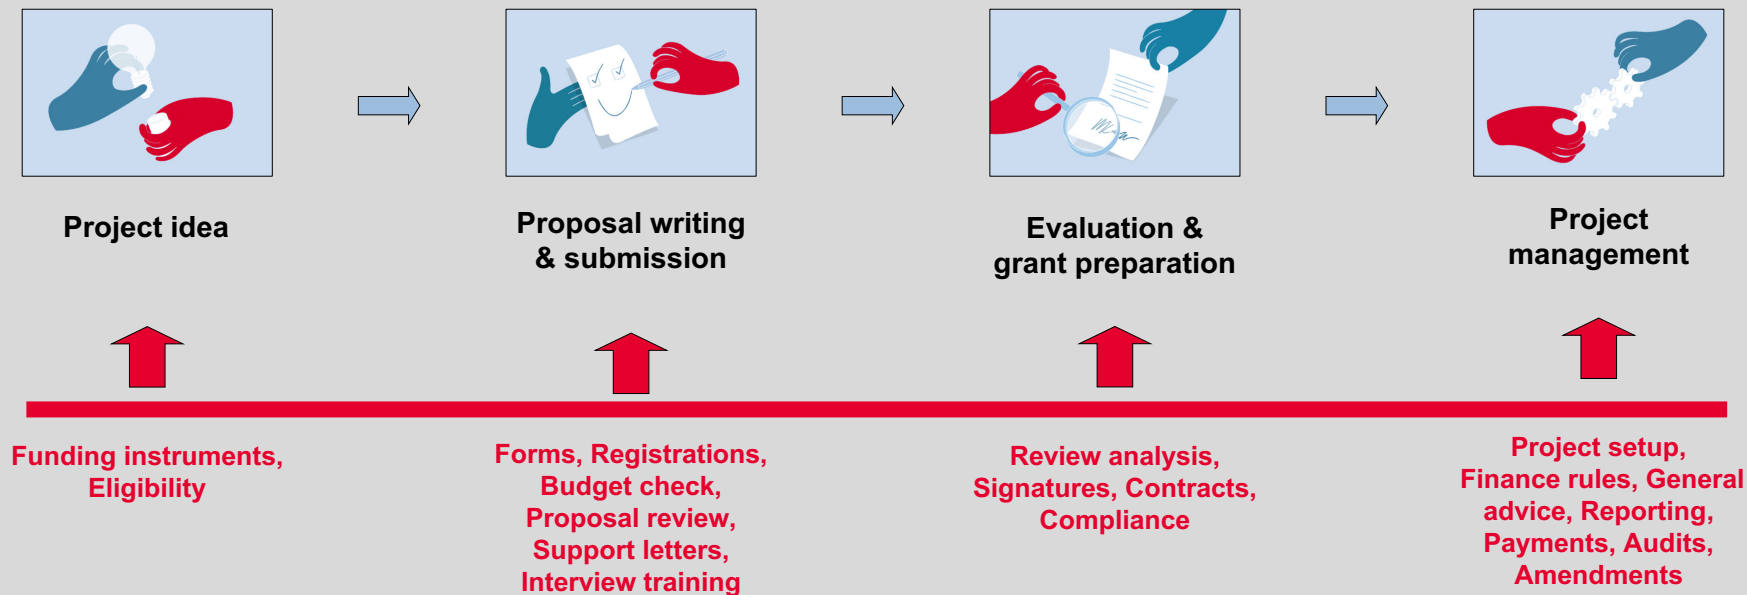 Project idea
Proposal writing
& submission
Evaluation &
grant preparation
Project
management
Funding instruments,
Eligibility
Forms, Registrations,
Budget check,
Proposal review,
Support letters,
Interview training
Review analysis,
Signatures, Contracts,
Compliance
Project setup,
Finance rules, General
advice, Reporting,
Payments, Audits,
Amendments